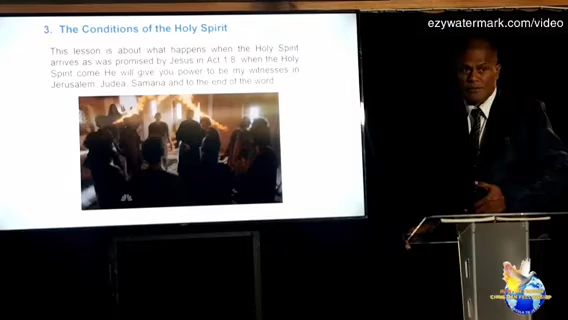 ezywatermark.com/video
3. The Conditions of the Holy Spirit
This lesson is about what happens when the Holy Spirit
arrives as was promised by Jesus in Act 1:8. when the Holy
Spirit come He will give you power to be my witnesses in
Jerusalem, Judea, Samaria and to the end of the word.
CHRISTIAN FELLOWSHIP